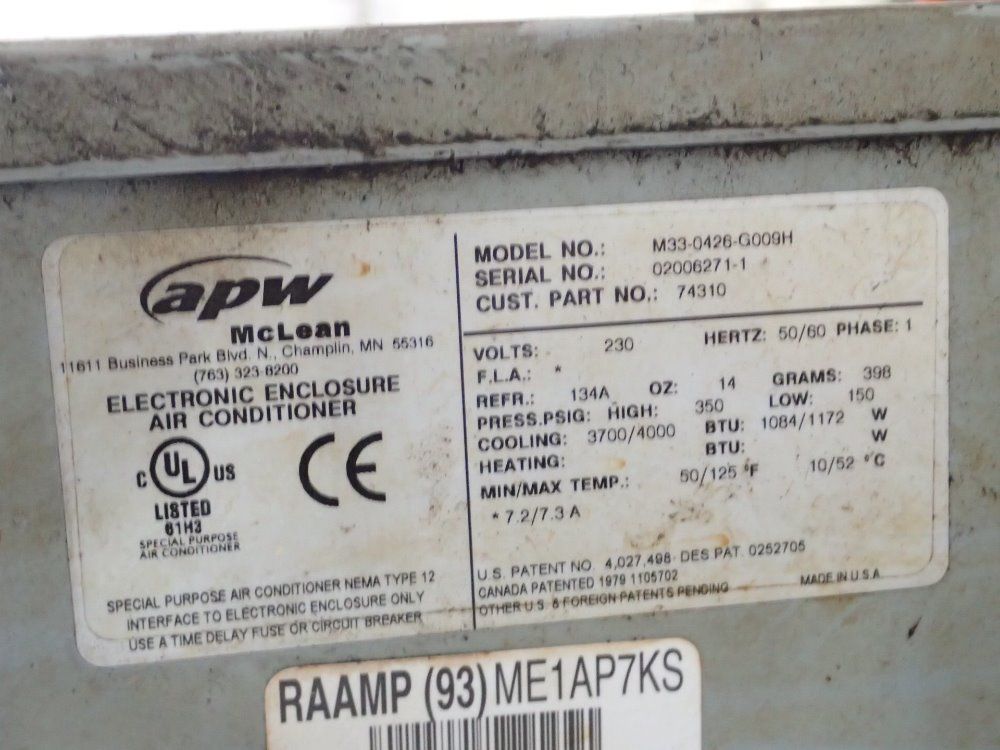 apw
McLean
11611 Business Park Blvd. N., Champlin, MN 55316
(763) 323-8200
ELECTRONIC ENCLOSURE
AIR CONDITIONER
C UL US
LISTED
61H3
SPECIAL PURPOSE
AIR CONDITIONER
CE
SPECIAL PURPOSE AIR CONDITIONER NEMA TYPE 12
INTERFACE TO ELECTRONIC ENCLOSURE ONLY
USE A TIME DELAY FUSE OR CIRCUIT BREAKER
MODEL NO.: M33-0426-G009H
SERIAL NO.: 02006271-1
CUST. PART NO.: 74310
VOLTS: 230 HERTZ: 50/60 PHASE: 1
F.L.A.: *
REFR.: 134A OZ: 14 GRAMS: 398
PRESS.PSIG: HIGH: 350 LOW: 150
COOLING: 3700/4000 BTU: 1084/1172 W
HEATING: BTU: W
MIN/MAX TEMP.: 50/125 °F 10/52 °C
* 7.2/7.3 A
U.S. PATENT NO. 4,027,498 DES PAT. 0252705
CANADA PATENTED 1979 1105702
OTHER U.S. & FOREIGN PATENTS PENDING MADE IN U.S.A.
RAAMP (93) ME1AP7KS